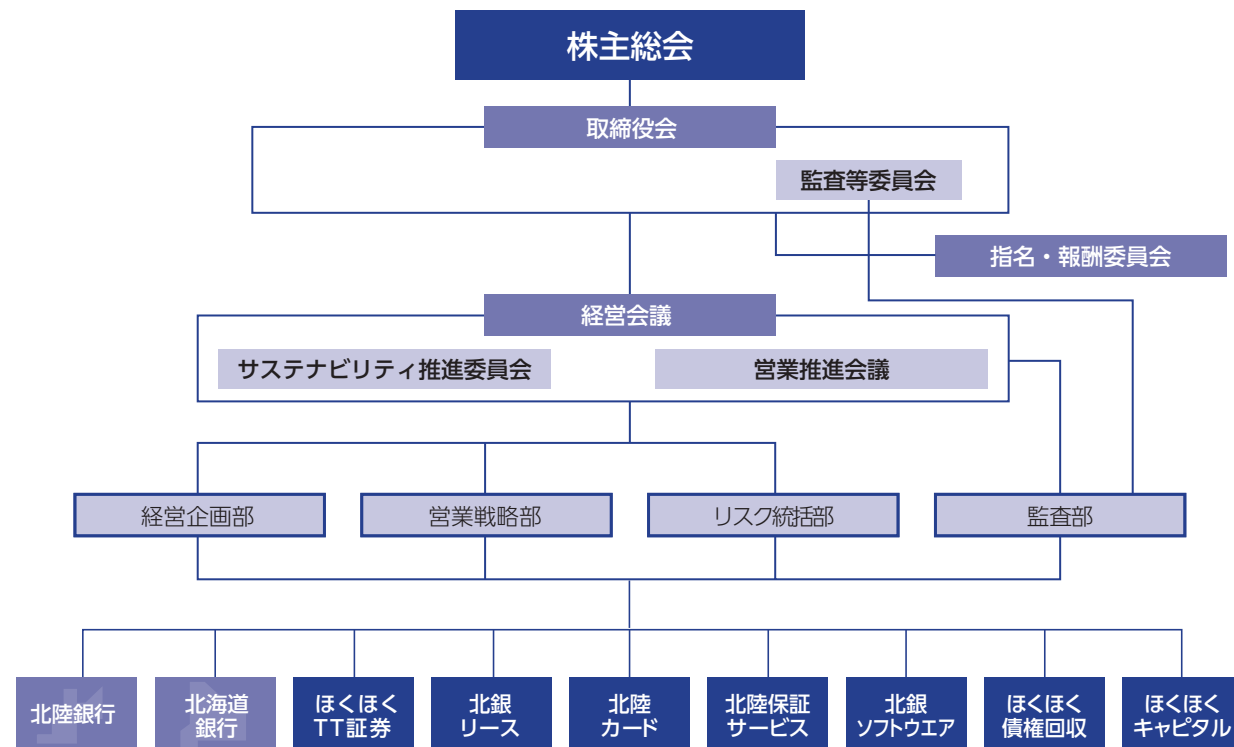 株主総会
取締役会
監査等委員会
指名・報酬委員会
経営会議
サステナビリティ推進委員会
営業推進会議
経営企画部
営業戦略部
リスク統括部
監査部
北陸銀行
北海道
銀行
ほくほく
TT証券
北銀
リース
北陸
カード
北陸保証
サービス
北銀
ソフトウエア
ほくほく
債権回収
ほくほく
キャピタル